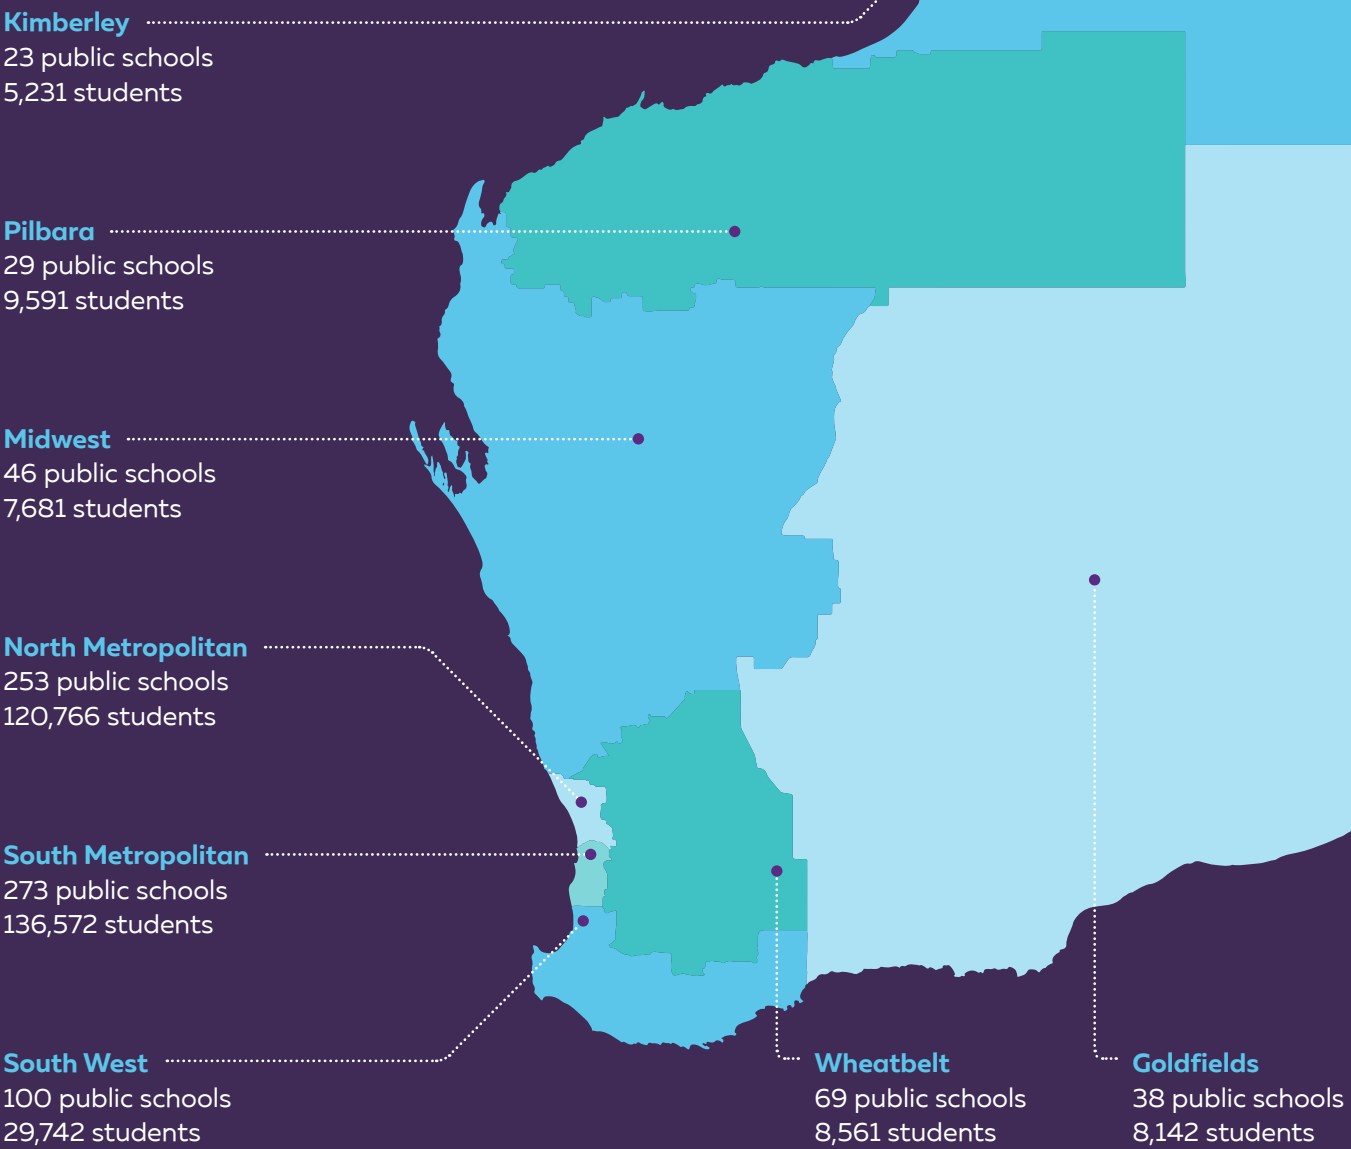 Kimberley
23 public schools
5,231 students
Pilbara
29 public schools
9,591 students
Midwest
46 public schools
7,681 students
North Metropolitan
253 public schools
120,766 students
South Metropolitan
273 public schools
136,572 students
South West
100 public schools
29,742 students
Wheatbelt
69 public schools
8,561 students
Goldfields
38 public schools
8,142 students